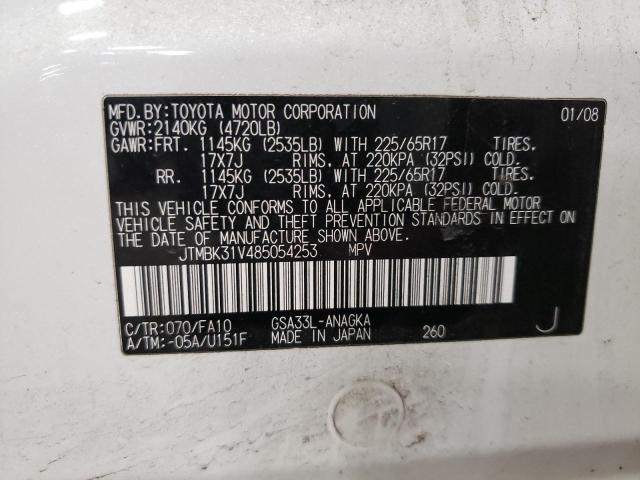 MFD.BY:TOYOTA MOTOR CORPORATION 01/08
GVWR:2140KG (4720LB)
GAWR:FRT. 1145KG (2535LB) WITH 225/65R17 TIRES.
17X7J RIMS, AT 220KPA (32PSI) COLD.
RR. 1145KG (2535LB) WITH 225/65R17 TIRES.
17X7J RIMS, AT 220KPA (32PSI) COLD.
THIS VEHICLE CONFORMS TO ALL APPLICABLE FEDERAL MOTOR
VEHICLE SAFETY AND THEFT PREVENTION STANDARDS IN EFFECT ON
THE DATE OF MANUFACTURE SHOWN ABOVE.
JTMBK31V485054253 MPV
C/TR:070/FA10 GSA33L-ANAGKA J
A/TM:-05A/U151F MADE IN JAPAN 260